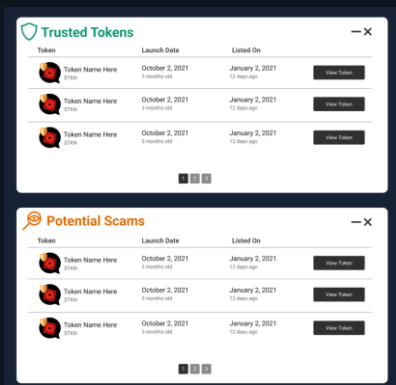 Trusted Tokens
Token Launch Date Listed On
Token Name Here October 2, 2021 January 2, 2021 View Token
$TKN 3 months old 12 days ago
Token Name Here October 2, 2021 January 2, 2021 View Token
$TKN 3 months old 12 days ago
Token Name Here October 2, 2021 January 2, 2021 View Token
$TKN 3 months old 12 days ago
1 2 3
Potential Scams
Token Launch Date Listed On
Token Name Here October 2, 2021 January 2, 2021 View Token
$TKN 3 months old 12 days ago
Token Name Here October 2, 2021 January 2, 2021 View Token
$TKN 3 months old 12 days ago
Token Name Here October 2, 2021 January 2, 2021 View Token
$TKN 3 months old 12 days ago
1 2 3